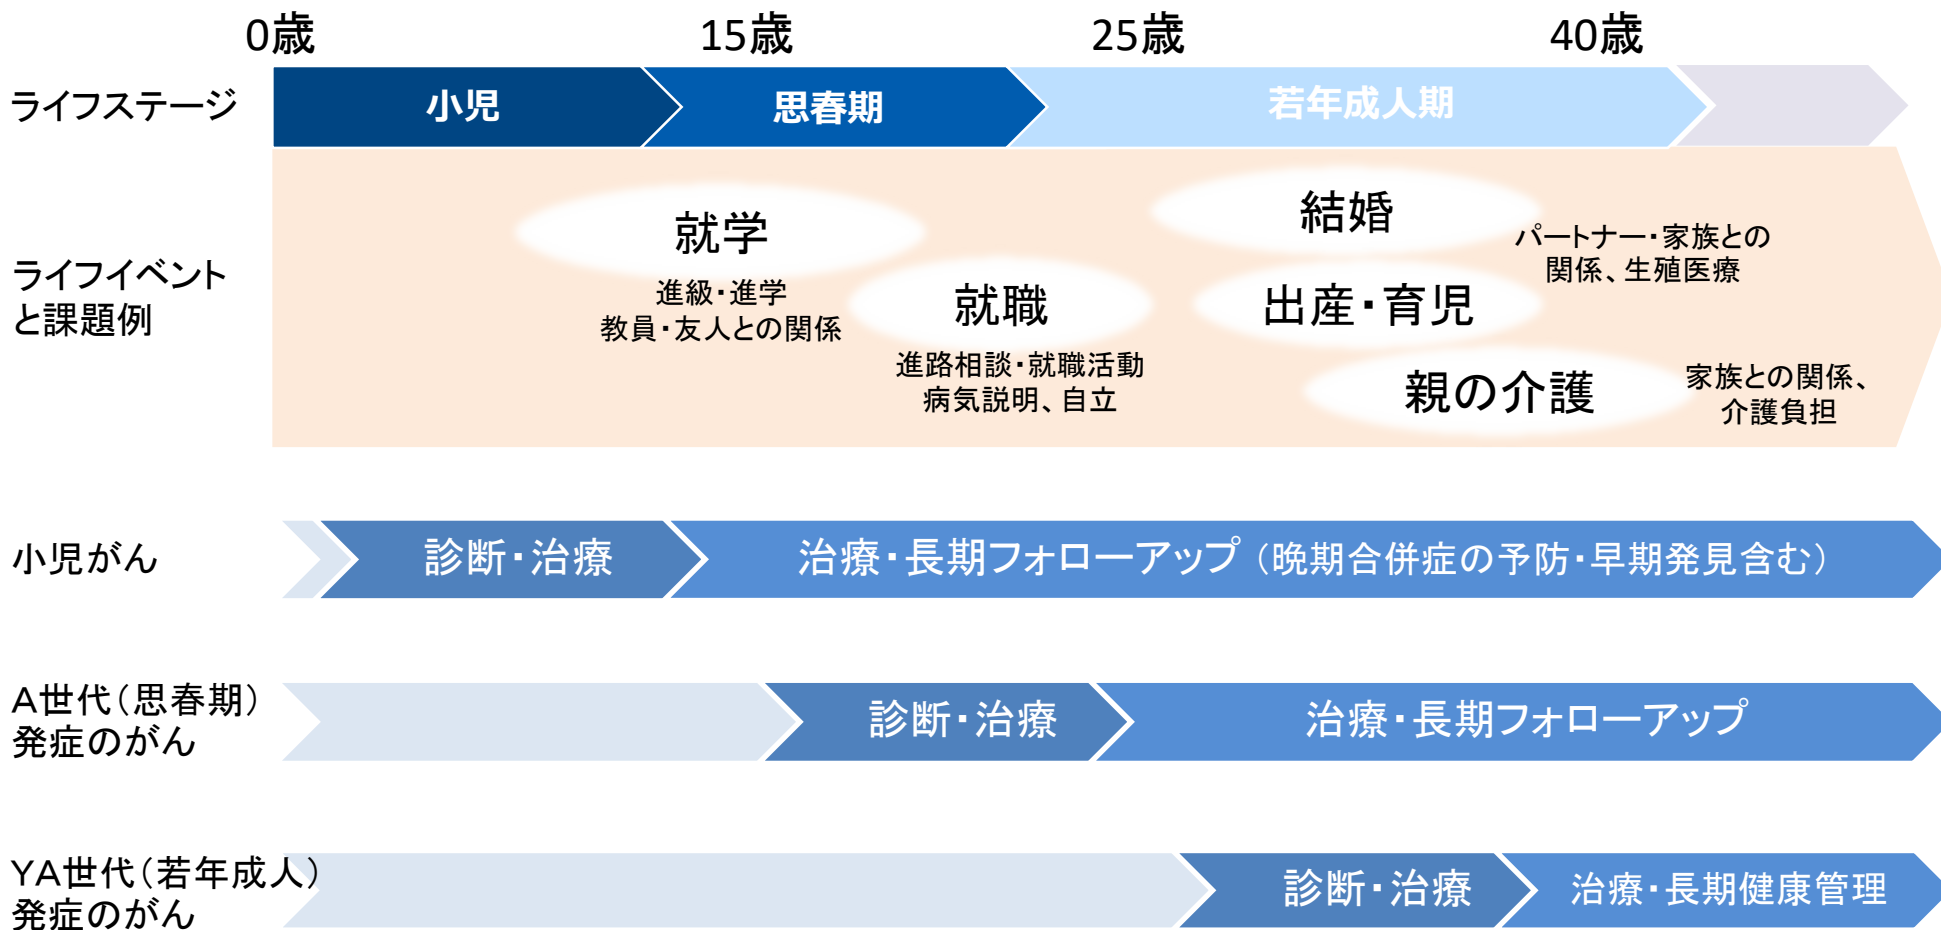 0歳
15歳
25歳
40歳
ライフステージ
小児
思春期
若年成人期
ライフイベント
と課題例
就学
進級・進学
教員・友人との関係
就職
進路相談・就職活動
病気説明、自立
結婚
パートナー・家族との
関係、生殖医療
出産・育児
親の介護
家族との関係、
介護負担
小児がん
診断・治療
治療・長期フォローアップ（晩期合併症の予防・早期発見含む）
A世代（思春期）
発症のがん
診断・治療
治療・長期フォローアップ
YA世代（若年成人）
発症のがん
診断・治療
治療・長期健康管理